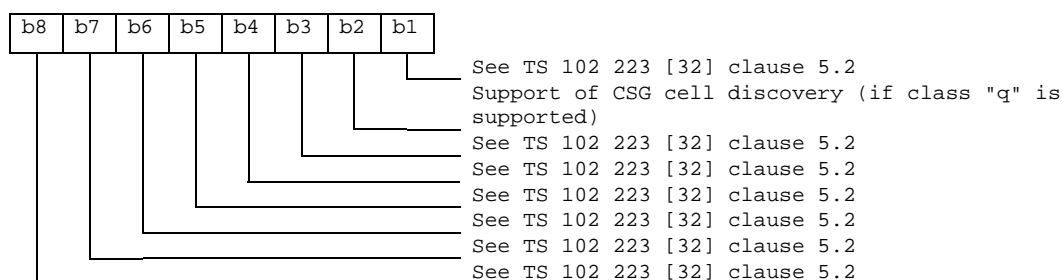 b8 b7 b6 b5 b4 b3 b2 b1
See TS 102 223 [32] clause 5.2
Support of CSG cell discovery (if class "q" is
supported)
See TS 102 223 [32] clause 5.2
See TS 102 223 [32] clause 5.2
See TS 102 223 [32] clause 5.2
See TS 102 223 [32] clause 5.2
See TS 102 223 [32] clause 5.2
See TS 102 223 [32] clause 5.2